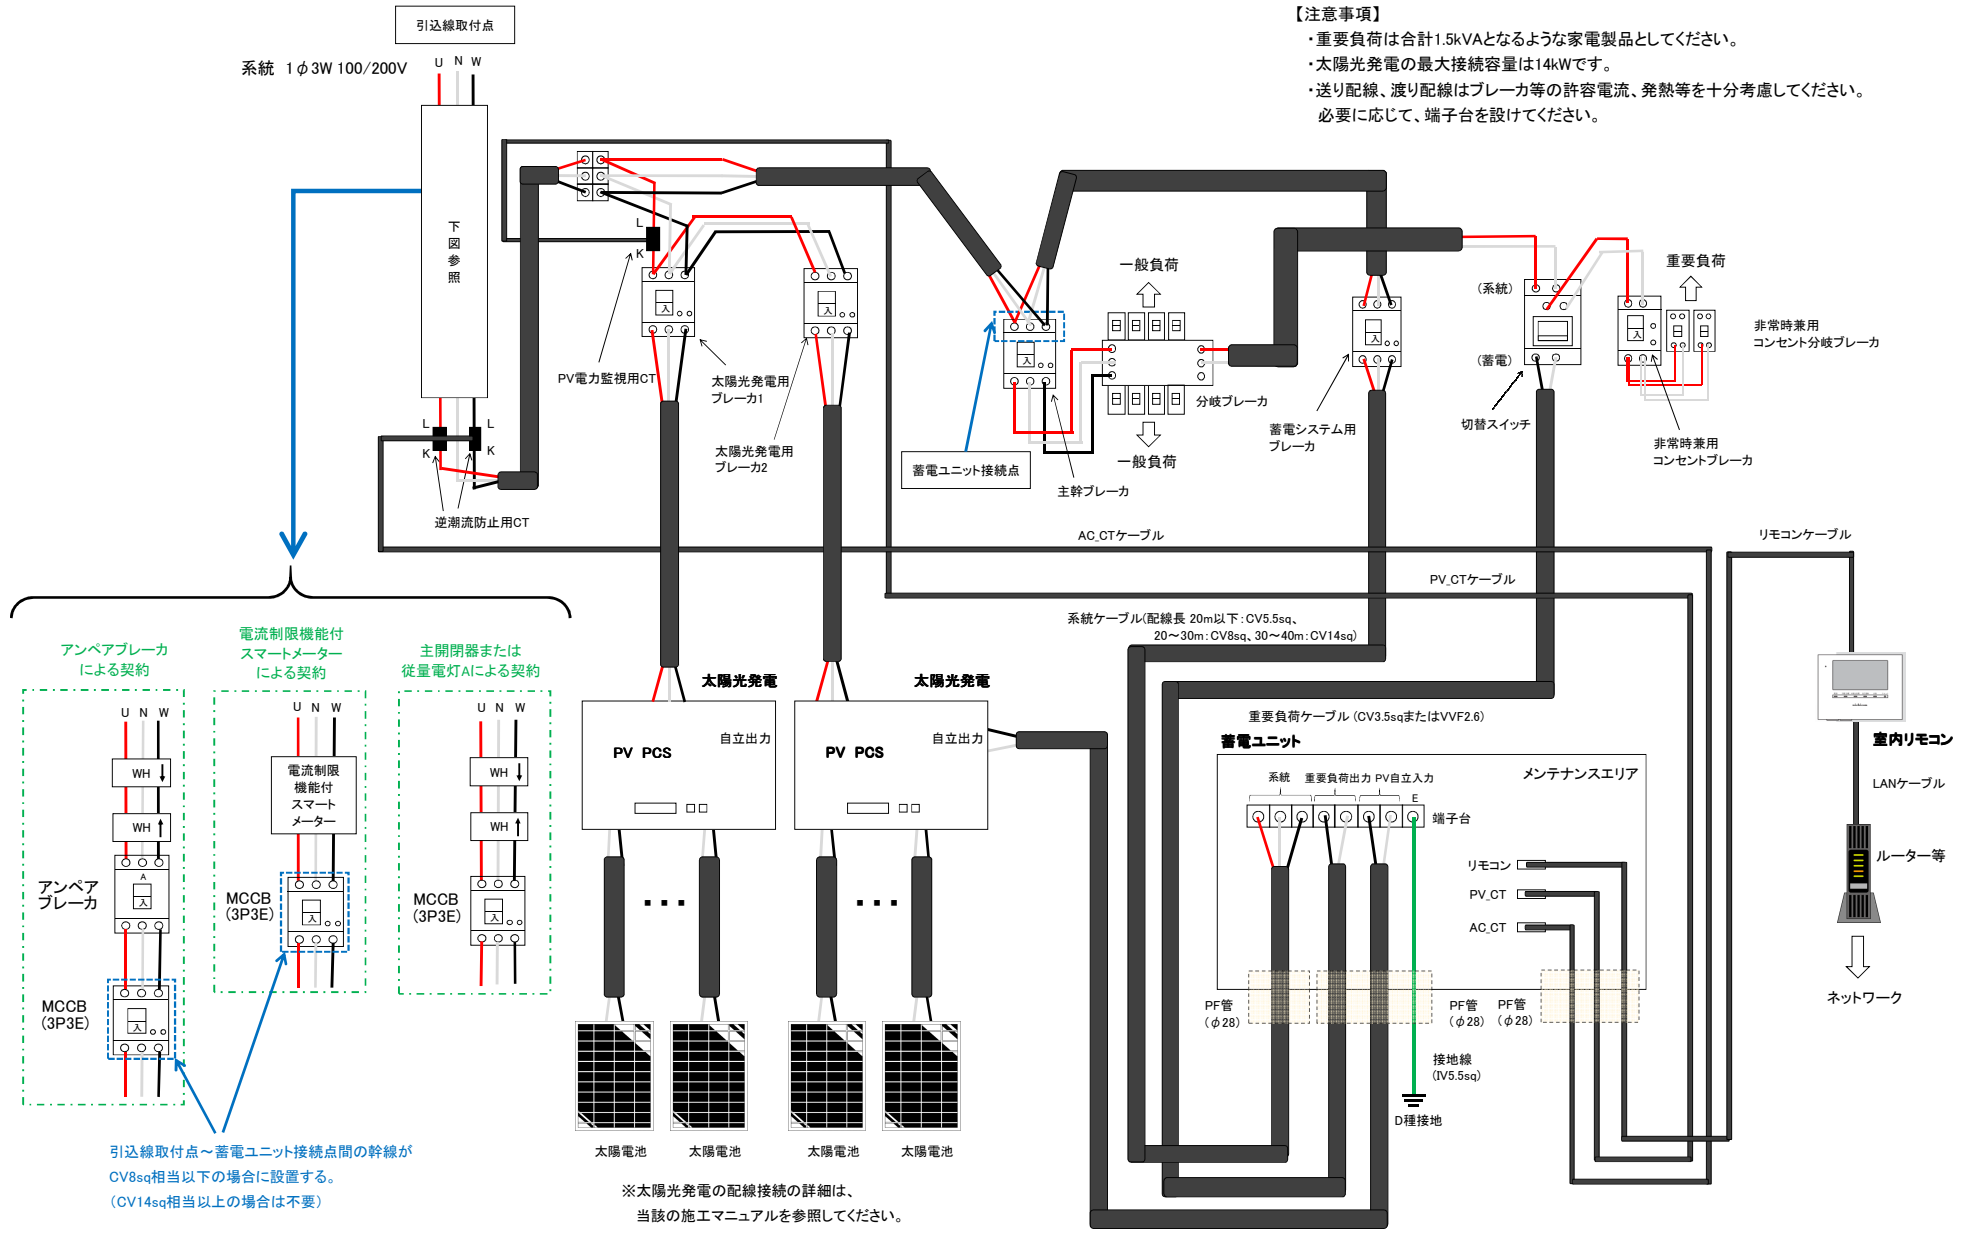 引込線取付点
系統 1φ3W 100/200V
U N W
下図参照
【注意事項】
・重要負荷は合計1.5kVAとなるような家電製品としてください。
・太陽光発電の最大接続容量は14kWです。
・送り配線、渡り配線はブレーカ等の許容電流、発熱等を十分考慮してください。
必要に応じて、端子台を設けてください。
L
K
L
K
L
K
逆潮流防止用CT
PV電力監視用CT
入
太陽光発電用
ブレーカ1
入
太陽光発電用
ブレーカ2
蓄電ユニット接続点
入
主幹ブレーカ
一般負荷
一般負荷
分岐ブレーカ
入
蓄電システム用
ブレーカ
(系統)
(蓄電)
切替スイッチ
重要負荷
入
非常時兼用
コンセント分岐ブレーカ
非常時兼用
コンセントブレーカ
AC_CTケーブル
PV_CTケーブル
リモコンケーブル
系統ケーブル(配線長 20m以下:CV5.5sq、
20～30m:CV8sq、30～40m:CV14sq)
重要負荷ケーブル (CV3.5sqまたはVVF2.6)
アンペアブレーカ
による契約
U N W
WH
WH
A
入
アンペア
ブレーカ
MCCB
(3P3E)
入
電流制限機能付
スマートメーター
による契約
U N W
電流制限
機能付
スマート
メーター
MCCB
(3P3E)
入
主開閉器または
従量電灯Aによる契約
U N W
WH
WH
MCCB
(3P3E)
入
引込線取付点～蓄電ユニット接続点間の幹線が
CV8sq相当以下の場合に設置する。
(CV14sq相当以上の場合は不要)
太陽光発電
PV PCS
自立出力
太陽光発電
PV PCS
自立出力
・・・
・・・
太陽電池
太陽電池
太陽電池
太陽電池
※太陽光発電の配線接続の詳細は、
当該の施工マニュアルを参照してください。
蓄電ユニット
メンテナンスエリア
系統 重要負荷出力 PV自立入力
E
端子台
リモコン
PV_CT
AC_CT
PF管
(φ28)
PF管
(φ28)
PF管
(φ28)
接地線
(IV5.5sq)
D種接地
室内リモコン
LANケーブル
ルーター等
ネットワーク